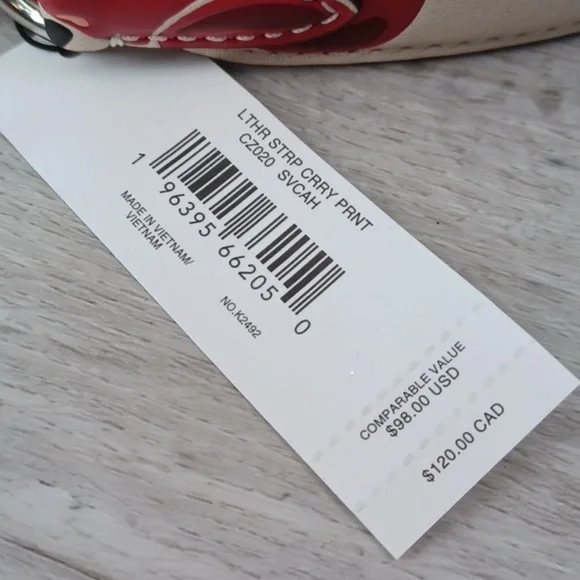 LTHR STRP CRRY PRNT
CZ020 SVCAH
1 96395 66205 0
MADE IN VIETNAM/
VIETNAM
NO.K2492
COMPARABLE VALUE
$98.00 USD
$120.00 CAD